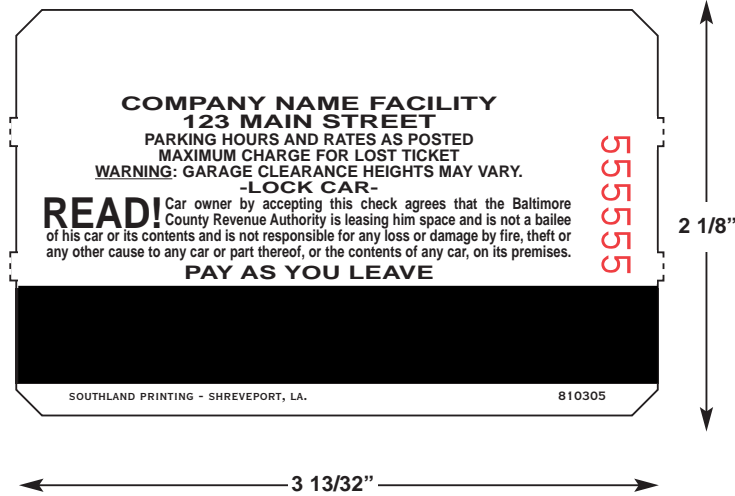 COMPANY NAME FACILITY
123 MAIN STREET
PARKING HOURS AND RATES AS POSTED
MAXIMUM CHARGE FOR LOST TICKET
WARNING: GARAGE CLEARANCE HEIGHTS MAY VARY.
-LOCK CAR-
READ! Car owner by accepting this check agrees that the Baltimore
County Revenue Authority is leasing him space and is not a bailee
of his car or its contents and is not responsible for any loss or damage by fire, theft or
any other cause to any car or part thereof, or the contents of any car, on its premises.
PAY AS YOU LEAVE
555555
SOUTHLAND PRINTING - SHREVEPORT, LA.
810305
2 1/8”
3 13/32”